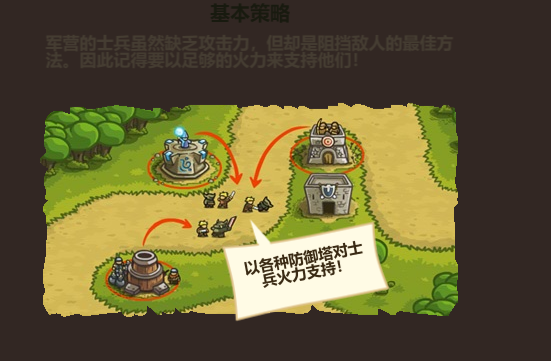 基本策略
军营的士兵虽然缺乏攻击力，但却是阻挡敌人的最佳方
法。因此记得要以足够的火力来支持他们！
以各种防御塔对士
兵火力支持！